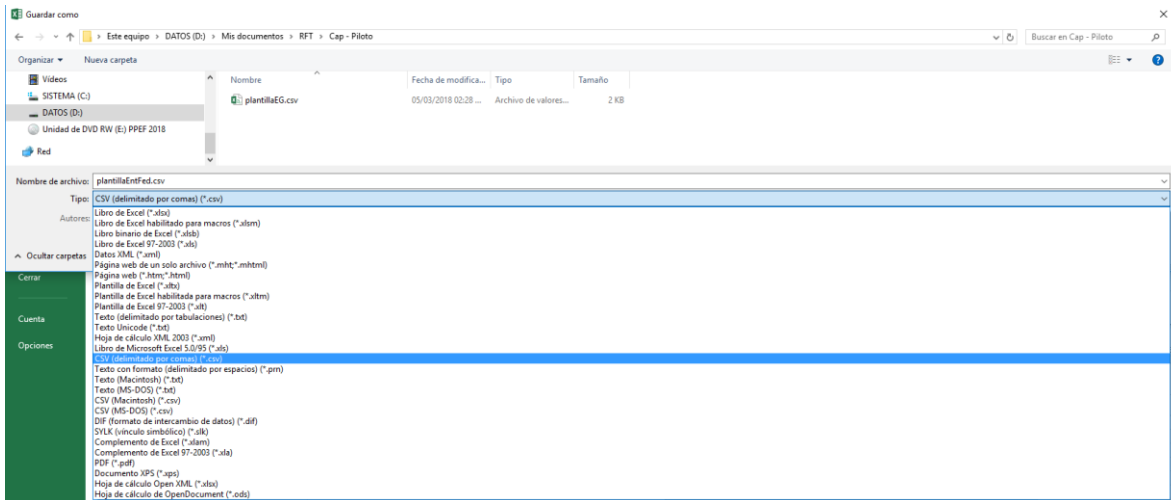 Guardar como
Este equipo > DATOS (D:) > Mis documentos > RFT > Cap - Piloto
Buscar en Cap - Piloto
Organizar Nueva carpeta
Vídeos
SISTEMA (C:)
DATOS (D:)
Unidad de DVD RW (E:) PPEF 2018
Red
Nombre Fecha de modifica... Tipo Tamaño
plantillaEG.csv 05/03/2018 02:28 ... Archivo de valores... 2 KB
Nombre de archivo: plantillaEntFed.csv
Tipo: CSV (delimitado por comas) (*.csv)
Autores:
Libro de Excel (*.xlsx)
Libro de Excel habilitado para macros (*.xlsm)
Libro binario de Excel (*.xlsb)
Libro de Excel 97-2003 (*.xls)
Datos XML (*.xml)
Página web de un solo archivo (*.mht;*.mhtml)
Página web (*.htm;*.html)
Plantilla de Excel (*.xltx)
Plantilla de Excel habilitada para macros (*.xltm)
Plantilla de Excel 97-2003 (*.xlt)
Texto (delimitado por tabulaciones) (*.txt)
Texto Unicode (*.txt)
Hoja de cálculo XML 2003 (*.xml)
Libro de Microsoft Excel 5.0/95 (*.xls)
CSV (delimitado por comas) (*.csv)
Texto con formato (delimitado por espacios) (*.prn)
Texto (Macintosh) (*.txt)
Texto (MS-DOS) (*.txt)
CSV (Macintosh) (*.csv)
CSV (MS-DOS) (*.csv)
DIF (formato de intercambio de datos) (*.dif)
SYLK (vínculo simbólico) (*.slk)
Complemento de Excel (*.xlam)
Complemento de Excel 97-2003 (*.xla)
PDF (*.pdf)
Documento XPS (*.xps)
Hoja de cálculo Open XML (*.xlsx)
Hoja de cálculo de OpenDocument (*.ods)
Ocultar carpetas
Cerrar
Cuenta
Opciones